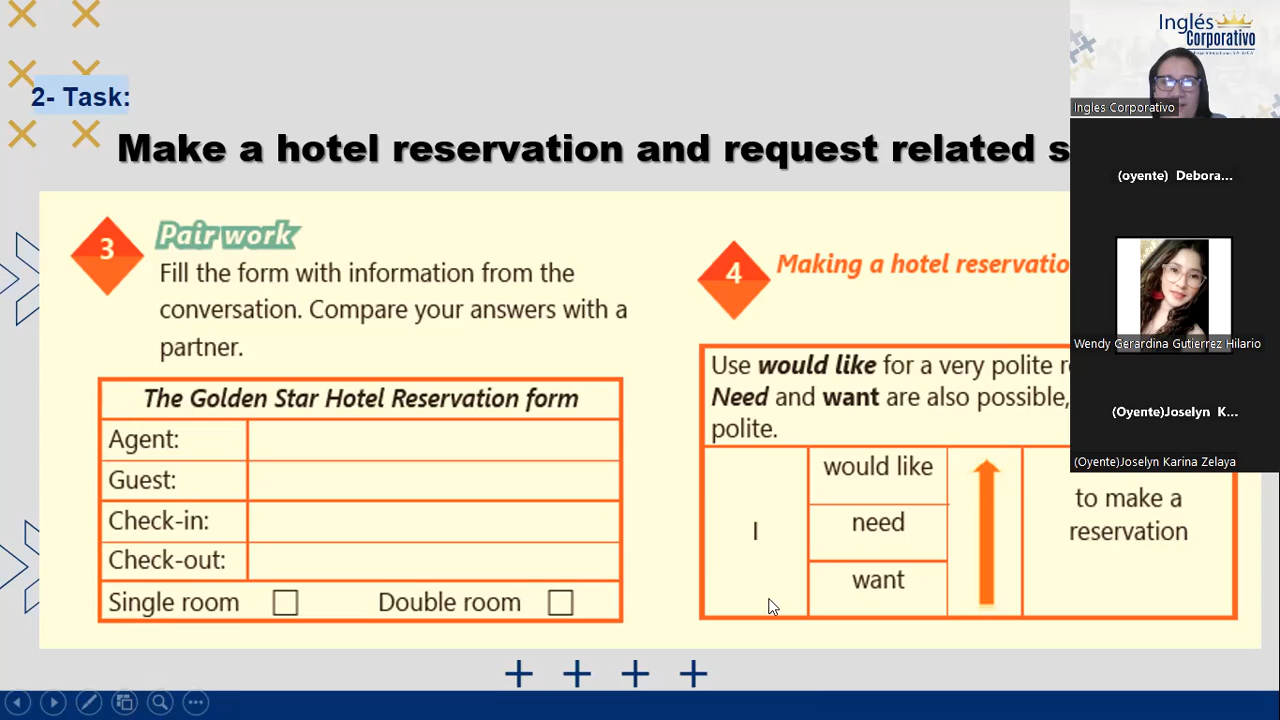 2- Task:
Make a hotel reservation and request related s
3
Pair work
Fill the form with information from the
conversation. Compare your answers with a
partner.
The Golden Star Hotel Reservation form
Agent:
Guest:
Check-in:
Check-out:
Single room
Double room
4
Making a hotel reservatio
Use would like for a very polite r
Need and want are also possible,
polite.
I
would like
need
want
to make a
reservation
Inglés
Corporativo
Ingles Corporativo
(oyente) Debora...
Wendy Gerardina Gutierrez Hilario
(Oyente)Joselyn K...
(Oyente)Joselyn Karina Zelaya